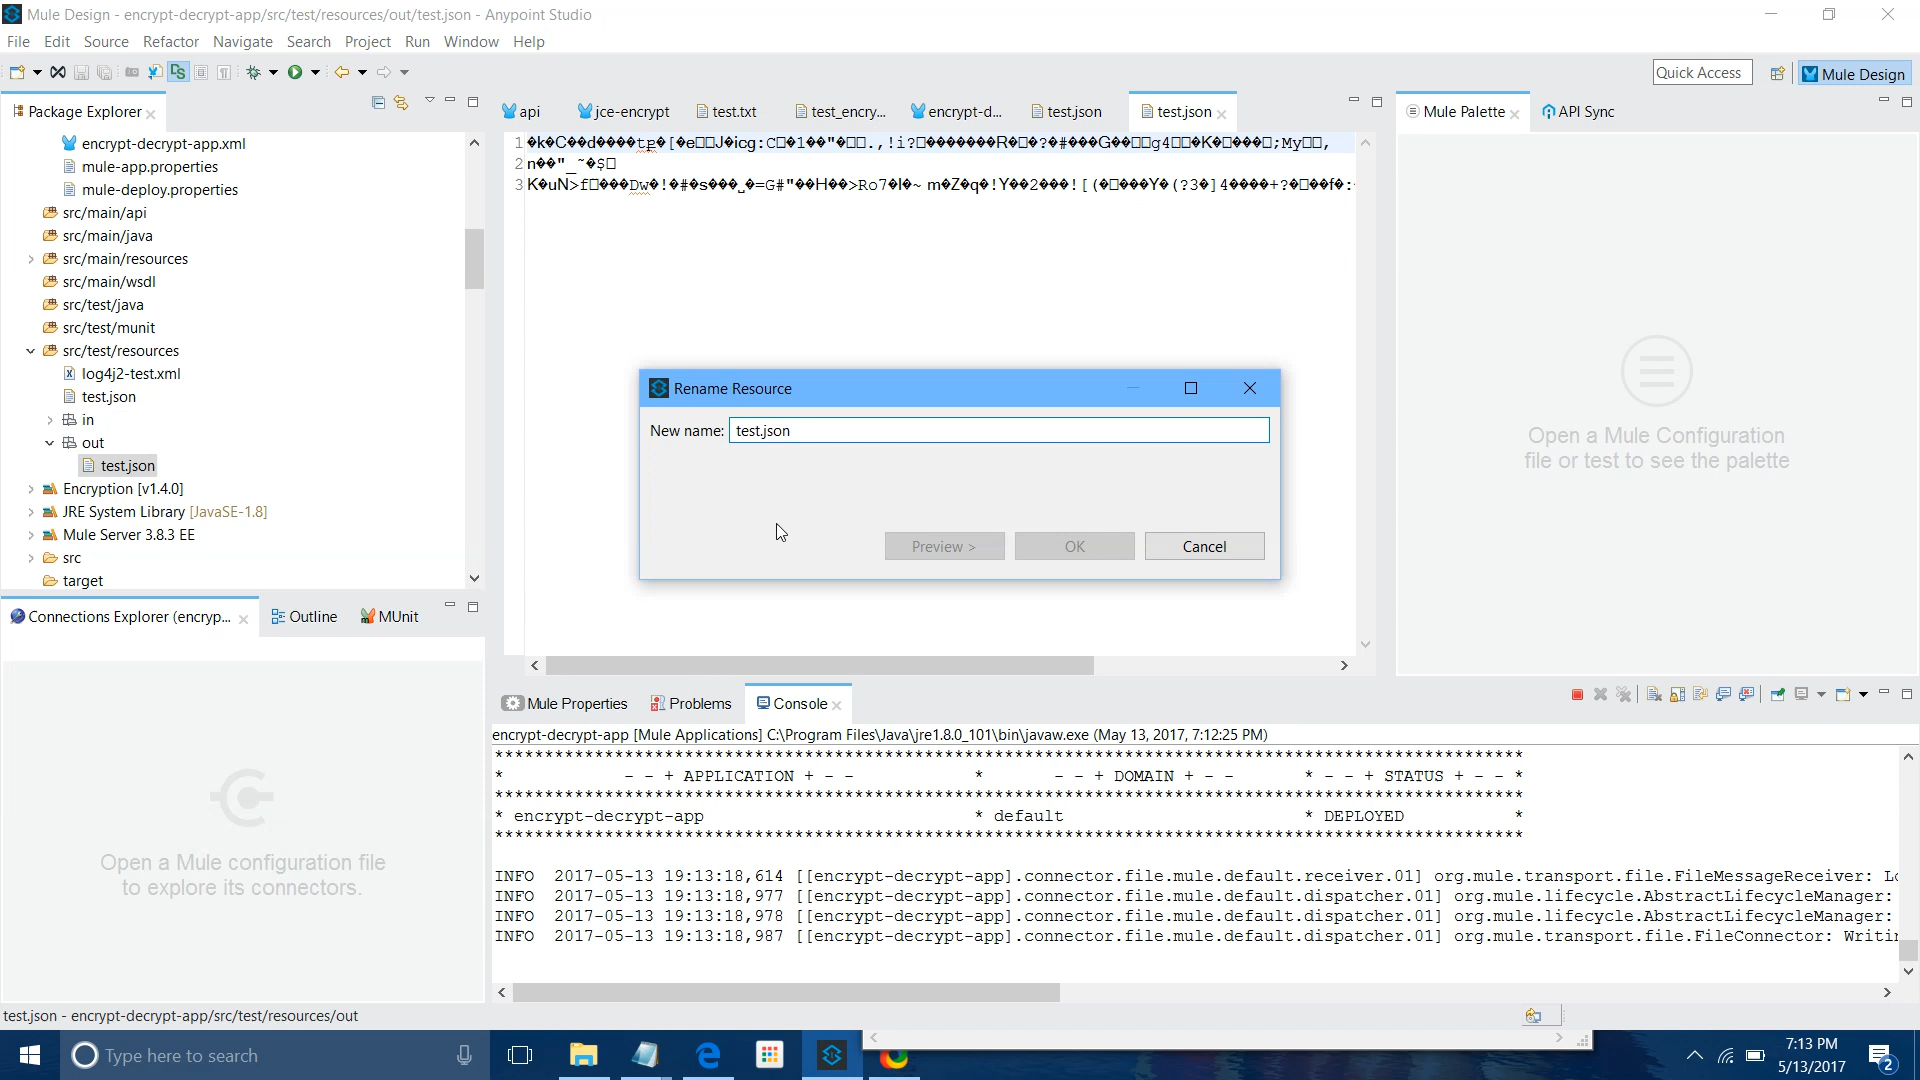 Mule Design - encrypt-decrypt-app/src/test/resources/out/test.json - Anypoint Studio
File Edit Source Refactor Navigate Search Project Run Window Help
Quick Access
Mule Design
Package Explorer
api
jce-encrypt
test.txt
test_encry...
encrypt-d...
test.json
test.json
Mule Palette
API Sync
encrypt-decrypt-app.xml
mule-app.properties
mule-deploy.properties
src/main/api
src/main/java
src/main/resources
src/main/wsdl
src/test/java
src/test/munit
src/test/resources
log4j2-test.xml
test.json
in
out
test.json
Encryption [v1.4.0]
JRE System Library [JavaSE-1.8]
Mule Server 3.8.3 EE
src
target
1
2
3
Rename Resource
New name: test.json
Preview >
OK
Cancel
Open a Mule Configuration
file or test to see the palette
Connections Explorer (encryp...
Outline
MUnit
Open a Mule configuration file
to explore its connectors.
Mule Properties
Problems
Console
encrypt-decrypt-app [Mule Applications] C:\Program Files\Java\jre1.8.0_101\bin\javaw.exe (May 13, 2017, 7:12:25 PM)
* - - + APPLICATION + - - * - - + DOMAIN + - - * - - + STATUS + - - *
* encrypt-decrypt-app * default * DEPLOYED *
INFO 2017-05-13 19:13:18,614 [[encrypt-decrypt-app].connector.file.mule.default.receiver.01] org.mule.transport.file.FileMessageReceiver: Lo
INFO 2017-05-13 19:13:18,977 [[encrypt-decrypt-app].connector.file.mule.default.dispatcher.01] org.mule.lifecycle.AbstractLifecycleManager:
INFO 2017-05-13 19:13:18,978 [[encrypt-decrypt-app].connector.file.mule.default.dispatcher.01] org.mule.lifecycle.AbstractLifecycleManager:
INFO 2017-05-13 19:13:18,987 [[encrypt-decrypt-app].connector.file.mule.default.dispatcher.01] org.mule.transport.file.FileConnector: Writin
test.json - encrypt-decrypt-app/src/test/resources/out
Type here to search
7:13 PM
5/13/2017
2